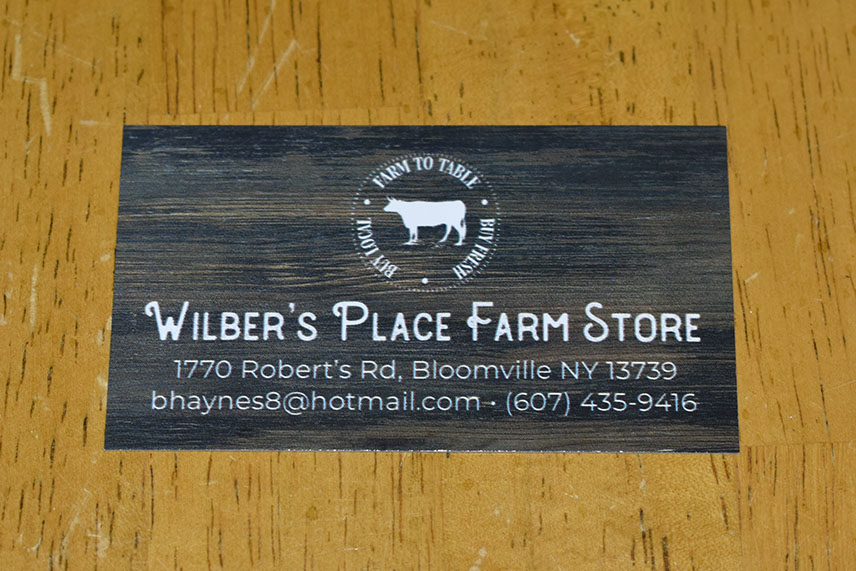 FARM TO TABLE • BUY FRESH • BUY LOCAL •
WILBER'S PLACE FARM STORE
1770 Robert's Rd, Bloomville NY 13739
bhaynes8@hotmail.com • (607) 435-9416